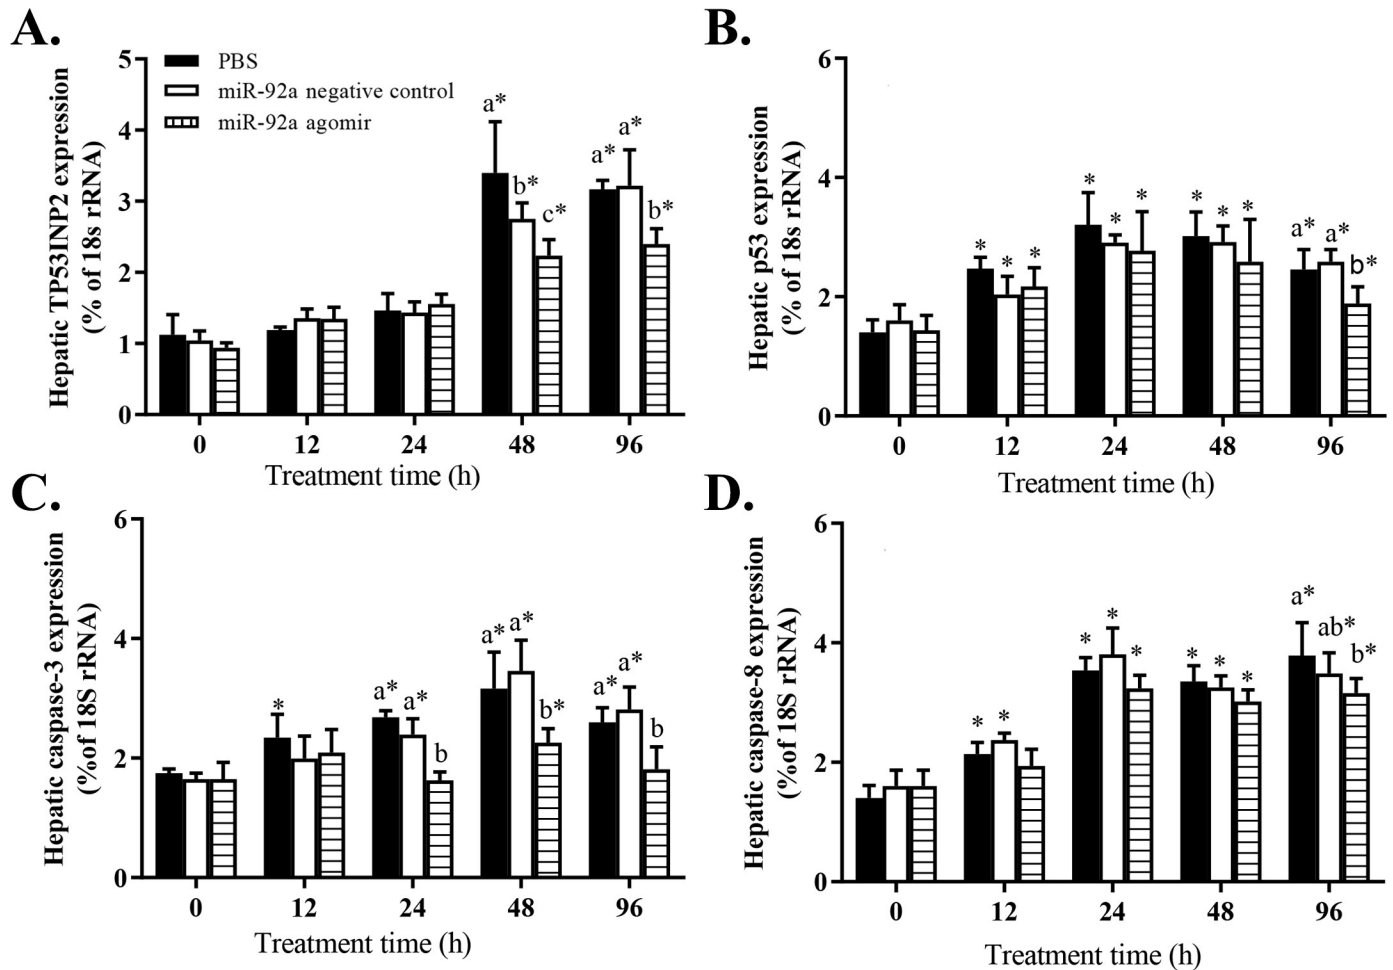 A.
Hepatic TP53INP2 expression
(% of 18s rRNA)
5
4
3
2
1
0
PBS
miR-92a negative control
miR-92a agomir
a*
b*
c*
a*
a*
b*
0 12 24 48 96
Treatment time (h)
B.
Hepatic p53 expression
(% of 18s rRNA)
6
4
2
0
* * *
* * *
* * *
a* a* b*
0 12 24 48 96
Treatment time (h)
C.
Hepatic caspase-3 expression
(%of 18S rRNA)
6
4
2
0
*
a* a* b
a* a* b*
a* a* b
0 12 24 48 96
Treatment time (h)
D.
Hepatic caspase-8 expression
(%of 18S rRNA)
6
4
2
0
* *
* * *
* * *
a* ab* b*
0 12 24 48 96
Treatment time (h)